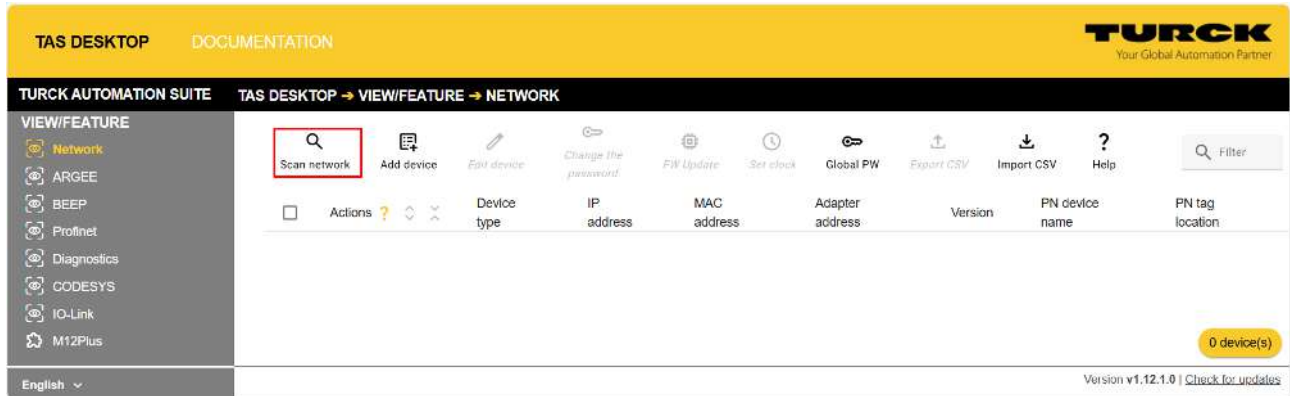 TAS DESKTOP DOCUMENTATION
TURCK
Your Global Automation Partner
TURCK AUTOMATION SUITE TAS DESKTOP → VIEW/FEATURE → NETWORK
VIEW/FEATURE
Network
ARGEE
BEEP
Profinet
Diagnostics
CODESYS
IO-Link
M12Plus
English
Scan network
Add device
Edit device
Change the
password
FW Update
Set clock
Global PW
Export CSV
Import CSV
?
Help
Filter
Actions ?
Device
type
IP
address
MAC
address
Adapter
address
Version
PN device
name
PN tag
location
0 device(s)
Version v1.12.1.0 | Check for updates